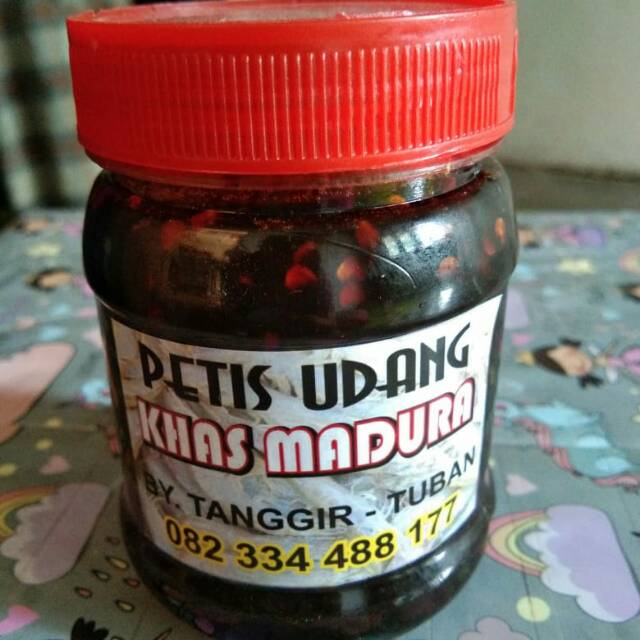 PETIS UDANG
KHAS MADURA
BY. TANGGIR - TUBAN
082 334 488 177